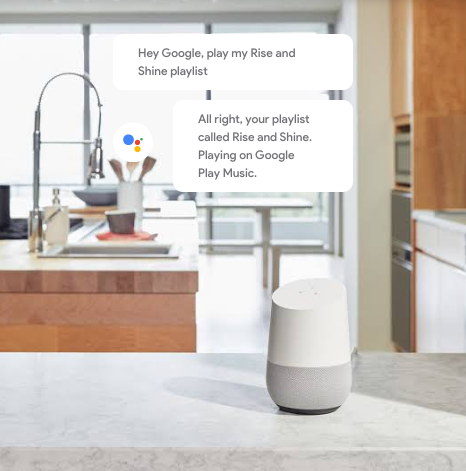 Hey Google, play my Rise and
Shine playlist
All right, your playlist
called Rise and Shine.
Playing on Google
Play Music.